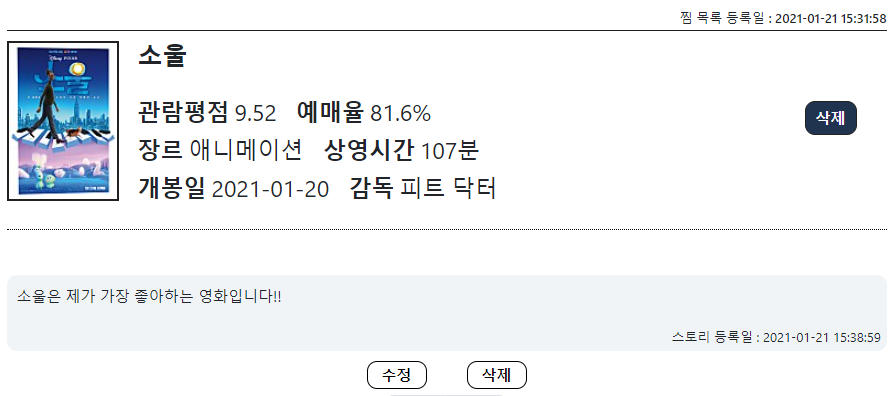 찜 목록 등록일 : 2021-01-21 15:31:58
Disney PIXAR
소울
소울
관람평점 9.52 예매율 81.6%
삭제
장르 애니메이션 상영시간 107분
개봉일 2021-01-20 감독 피트 닥터
소울은 제가 가장 좋아하는 영화입니다!!
스토리 등록일 : 2021-01-21 15:38:59
수정 삭제